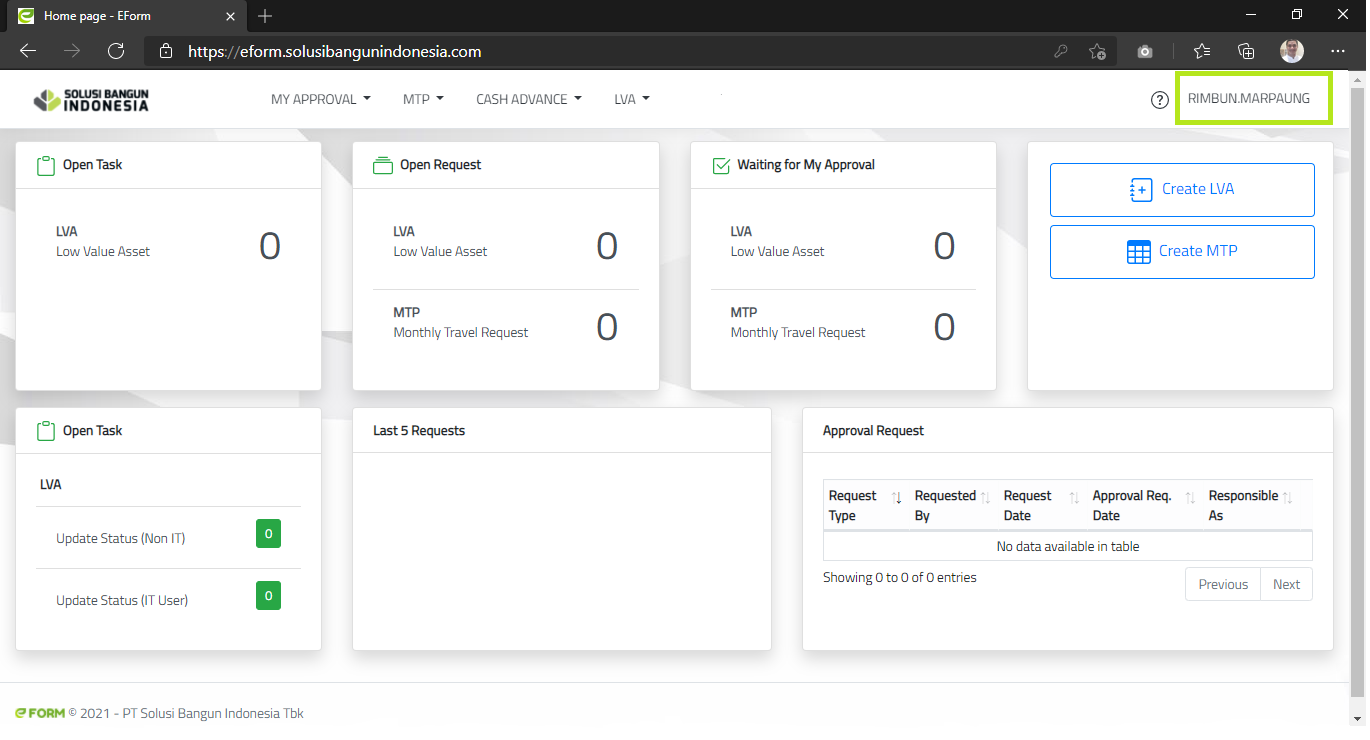 Home page - EForm
https://eform.solusibangunindonesia.com
SOLUSI BANGUN
INDONESIA
MY APPROVAL
MTP
CASH ADVANCE
LVA
RIMBUN.MARPAUNG
Open Task
LVA
Low Value Asset
0
Open Request
LVA
Low Value Asset
0
MTP
Monthly Travel Request
0
Waiting for My Approval
LVA
Low Value Asset
0
MTP
Monthly Travel Request
0
Create LVA
Create MTP
Open Task
LVA
Update Status (Non IT)
0
Update Status (IT User)
0
Last 5 Requests
Approval Request
Request Type
Requested By
Request Date
Approval Req. Date
Responsible As
No data available in table
Showing 0 to 0 of 0 entries
Previous
Next
e FORM © 2021 - PT Solusi Bangun Indonesia Tbk